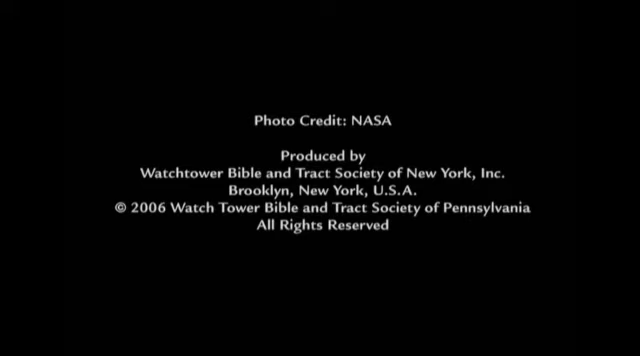 Photo Credit: NASA
Produced by
Watchtower Bible and Tract Society of New York, Inc.
Brooklyn, New York, U.S.A.
© 2006 Watch Tower Bible and Tract Society of Pennsylvania
All Rights Reserved